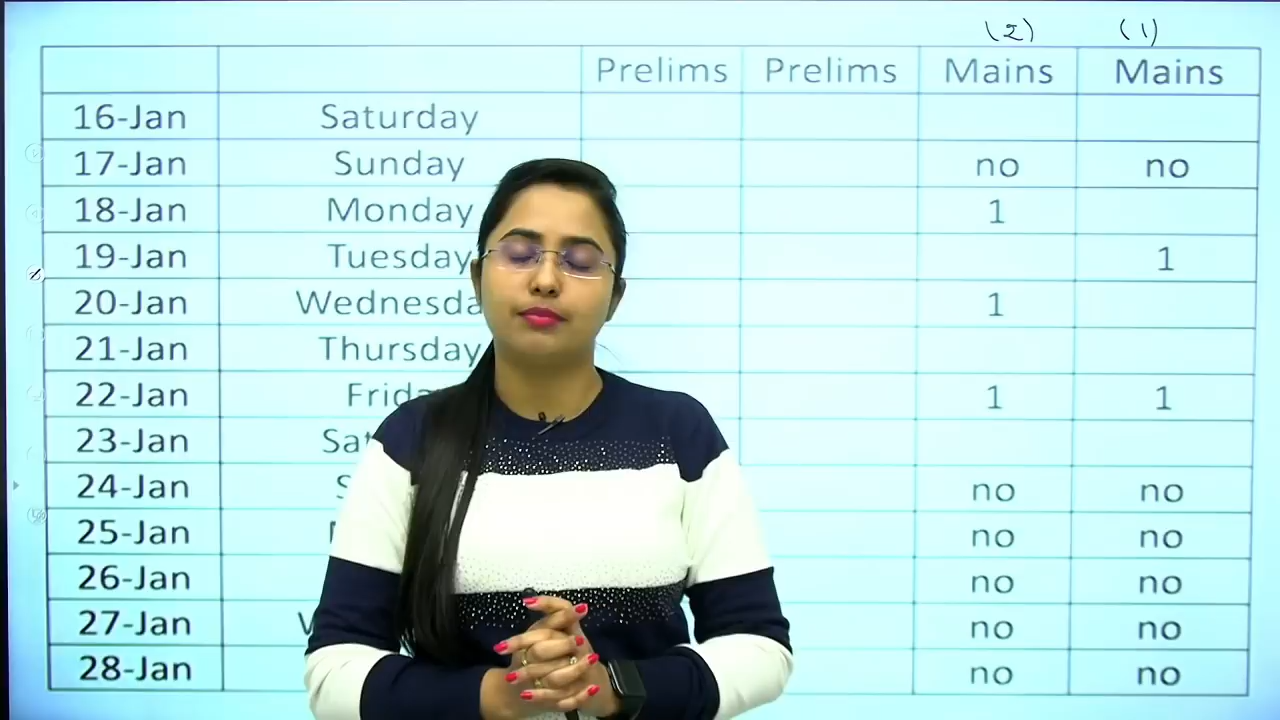 (2) (1)
Prelims Prelims Mains Mains
16-Jan Saturday
17-Jan Sunday no no
18-Jan Monday 1
19-Jan Tuesday 1
20-Jan 1
21-Jan Thursday
22-Jan 1 1
23-Jan
24-Jan no no
25-Jan no no
26-Jan no no
27-Jan no no
28-Jan no no